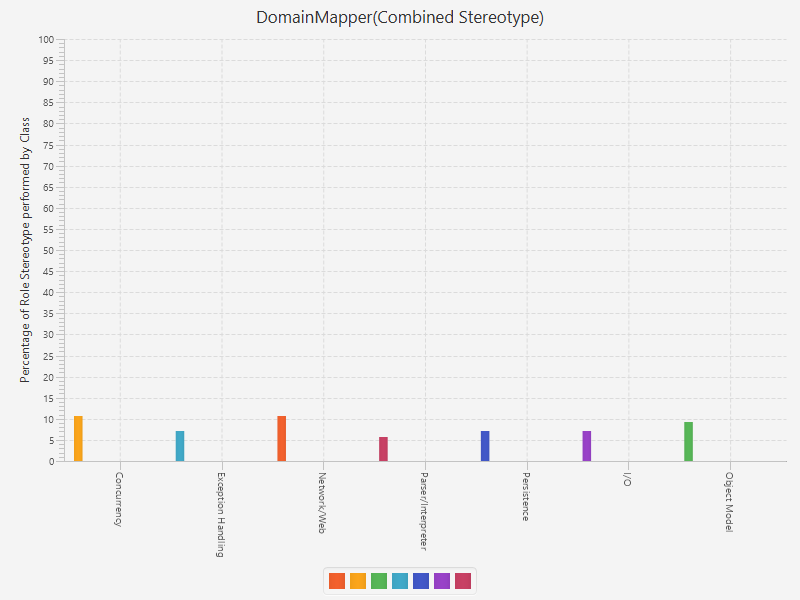 DomainMapper(Combined Stereotype)
Percentage of Role Stereotype performed by Class
100
95
90
85
80
75
70
65
60
55
50
45
40
35
30
25
20
15
10
5
0
Concurrency
Exception Handling
Network/Web
Parser/Interpreter
Persistence
I/O
Object Model